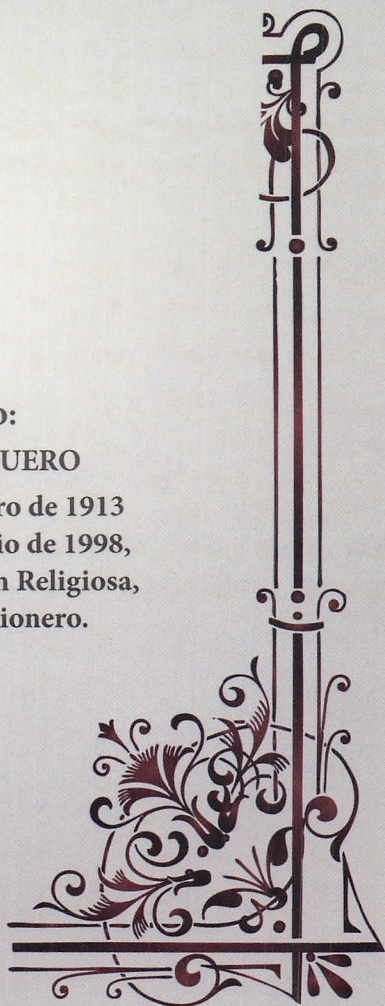 O:
UERO
ro de 1913
io de 1998,
n Religiosa,
ionero.